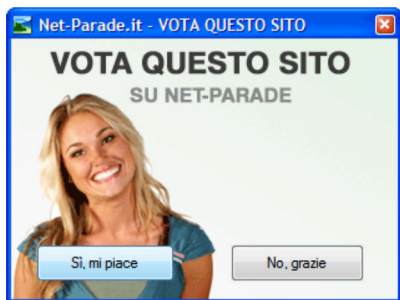 Net-Parade.it - VOTA QUESTO SITO
VOTA QUESTO SITO
SU NET-PARADE
Sì, mi piace
No, grazie